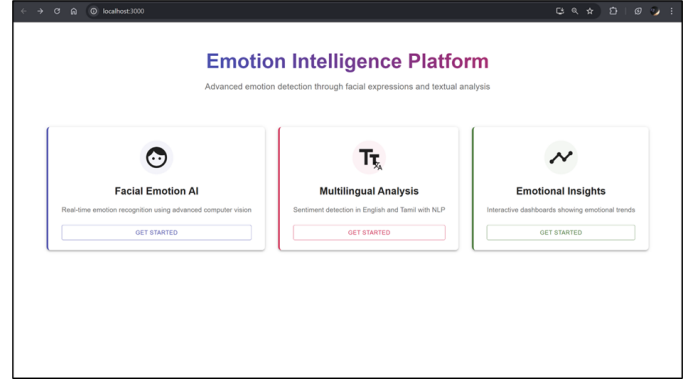 localhost:3000
Emotion Intelligence Platform
Advanced emotion detection through facial expressions and textual analysis
Facial Emotion AI
Real-time emotion recognition using advanced computer vision
GET STARTED
Multilingual Analysis
Sentiment detection in English and Tamil with NLP
GET STARTED
Emotional Insights
Interactive dashboards showing emotional trends
GET STARTED